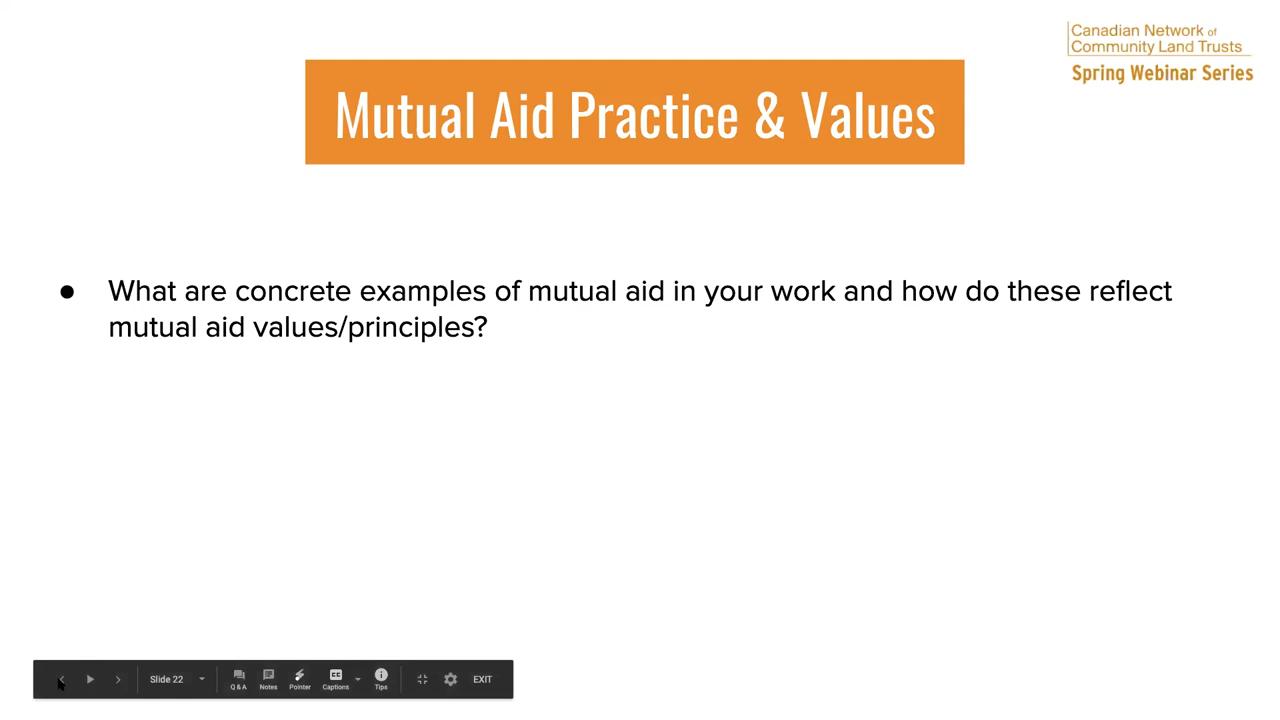 Canadian Network of
Community Land Trusts
Spring Webinar Series
Mutual Aid Practice & Values
● What are concrete examples of mutual aid in your work and how do these reflect
mutual aid values/principles?
Slide 22
Q & A
Notes
Pointer
CC
Captions
Tips
EXIT